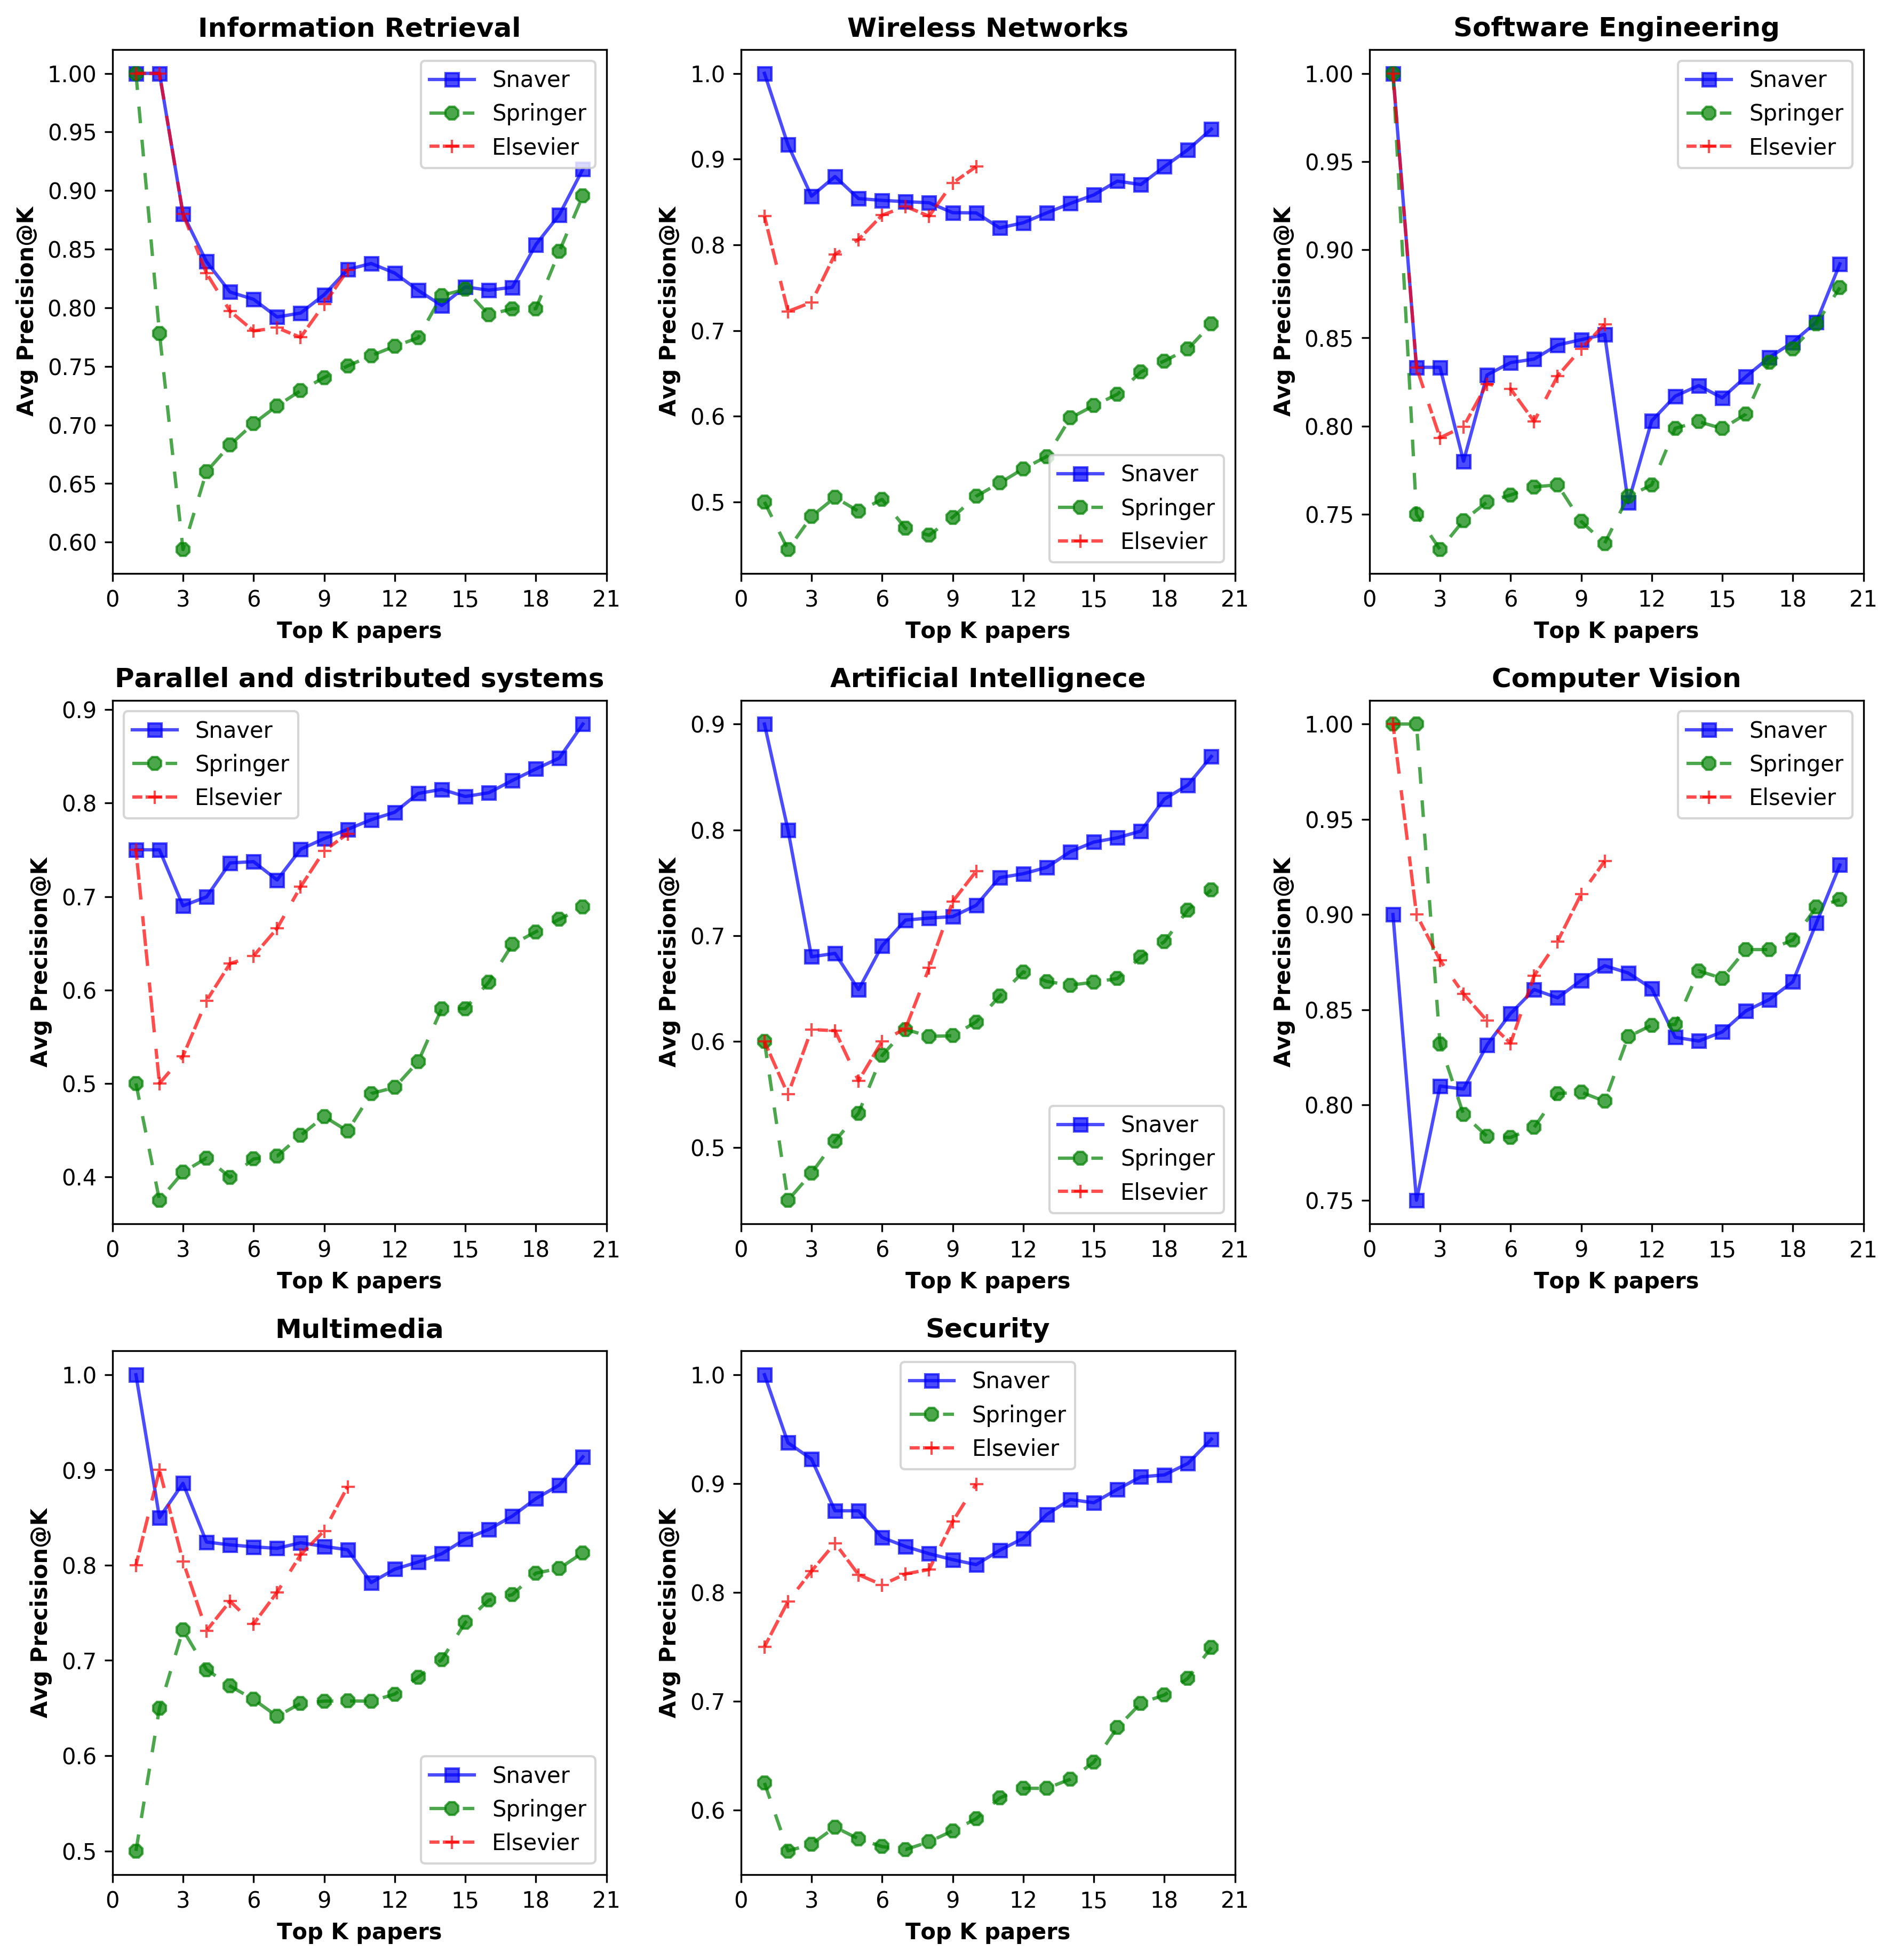 Information Retrieval
Avg Precision@K
1.00
0.95
0.90
0.85
0.80
0.75
0.70
0.65
0.60
Snaver
Springer
Elsevier
0 3 6 9 12 15 18 21
Top K papers
Wireless Networks
Avg Precision@K
1.0
0.9
0.8
0.7
0.6
0.5
Snaver
Springer
Elsevier
0 3 6 9 12 15 18 21
Top K papers
Software Engineering
Avg Precision@K
1.00
0.95
0.90
0.85
0.80
0.75
Snaver
Springer
Elsevier
0 3 6 9 12 15 18 21
Top K papers
Parallel and distributed systems
Avg Precision@K
0.9
0.8
0.7
0.6
0.5
0.4
Snaver
Springer
Elsevier
0 3 6 9 12 15 18 21
Top K papers
Artificial Intellignece
Avg Precision@K
0.9
0.8
0.7
0.6
0.5
Snaver
Springer
Elsevier
0 3 6 9 12 15 18 21
Top K papers
Computer Vision
Avg Precision@K
1.00
0.95
0.90
0.85
0.80
0.75
Snaver
Springer
Elsevier
0 3 6 9 12 15 18 21
Top K papers
Multimedia
Avg Precision@K
1.0
0.9
0.8
0.7
0.6
0.5
Snaver
Springer
Elsevier
0 3 6 9 12 15 18 21
Top K papers
Security
Avg Precision@K
1.0
0.9
0.8
0.7
0.6
Snaver
Springer
Elsevier
0 3 6 9 12 15 18 21
Top K papers